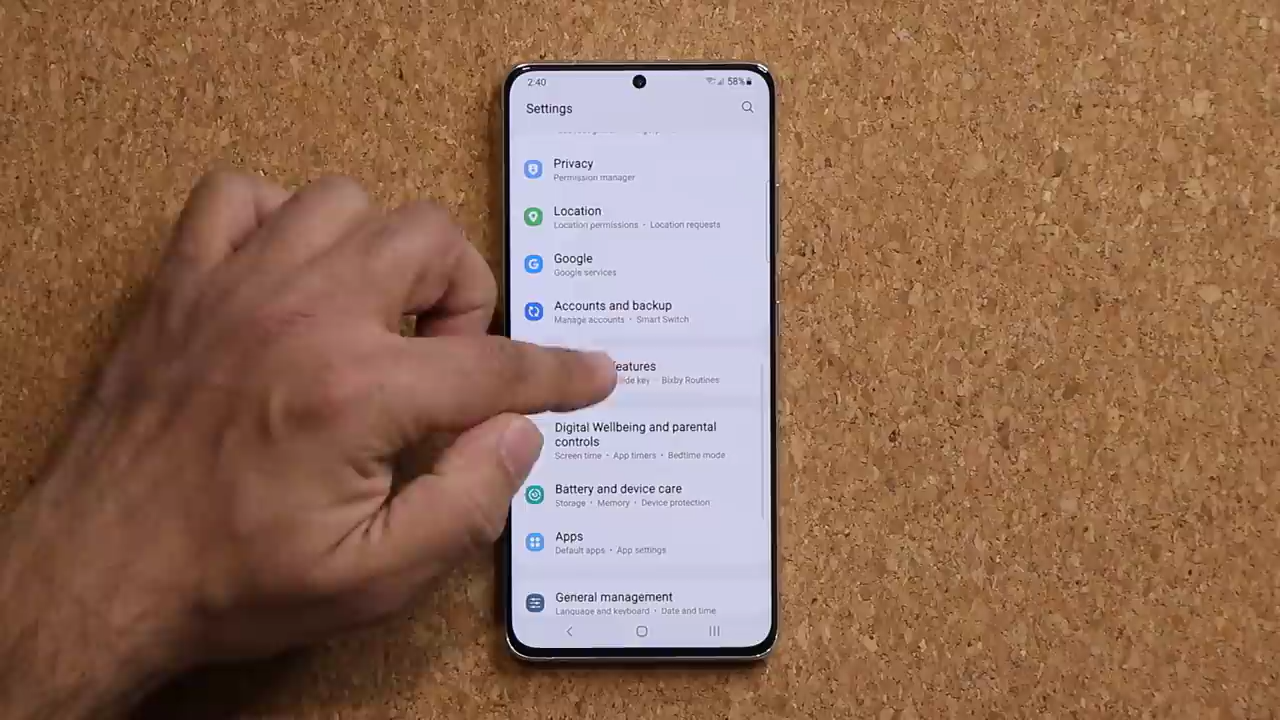 2:40
58%
Settings
Privacy
Permission manager
Location
Location permissions • Location requests
Google
Google services
Accounts and backup
Manage accounts • Smart Switch
features
key Bixby Routines
Digital Wellbeing and parental
controls
Screen time • App timers • Bedtime mode
Battery and device care
Storage • Memory • Device protection
Apps
Default apps • App settings
General management
Language and keyboard • Date and time